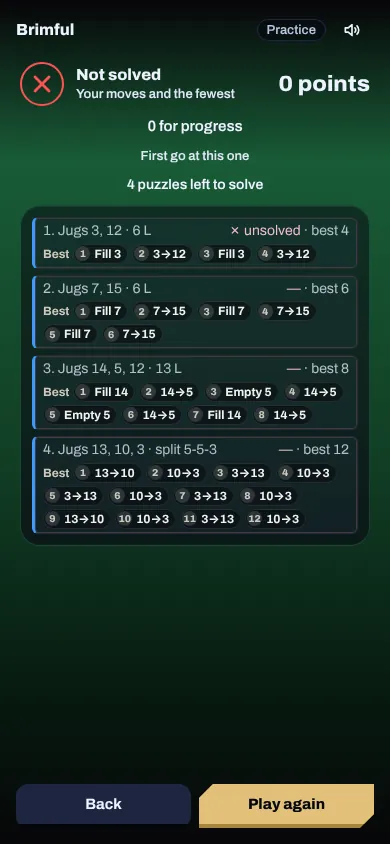 Brimful
Practice
Not solved
Your moves and the fewest
0 points
0 for progress
First go at this one
4 puzzles left to solve
1. Jugs 3, 12 · 6 L × unsolved · best 4
Best 1 Fill 3 2 3→12 3 Fill 3 4 3→12
2. Jugs 7, 15 · 6 L — · best 6
Best 1 Fill 7 2 7→15 3 Fill 7 4 7→15
5 Fill 7 6 7→15
3. Jugs 14, 5, 12 · 13 L — · best 8
Best 1 Fill 14 2 14→5 3 Empty 5 4 14→5
5 Empty 5 6 14→5 7 Fill 14 8 14→5
4. Jugs 13, 10, 3 · split 5-5-3 — · best 12
Best 1 13→10 2 10→3 3 3→13 4 10→3
5 3→13 6 10→3 7 3→13 8 10→3
9 13→10 10 10→3 11 3→13 12 10→3
Back
Play again